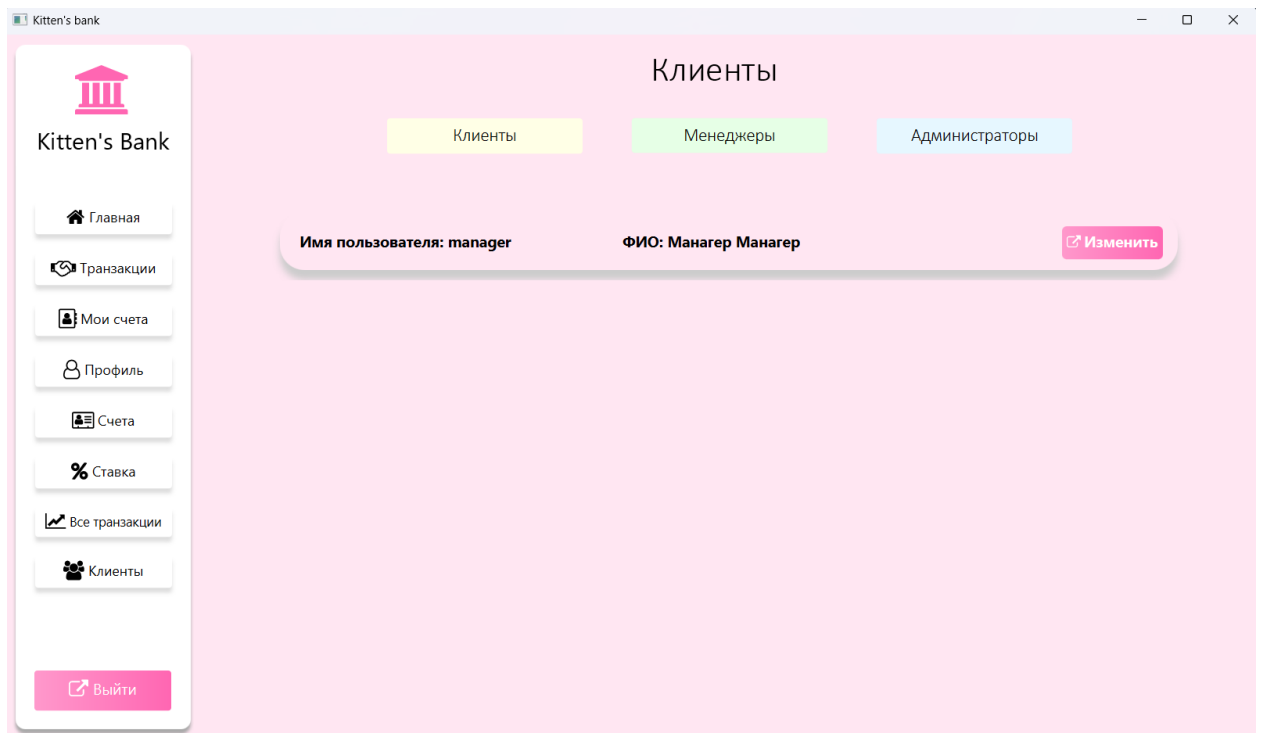 Kitten's bank
Kitten's Bank
Главная
Транзакции
Мои счета
Профиль
Счета
Ставка
Все транзакции
Клиенты
Выйти
Клиенты
Клиенты Менеджеры Администраторы
Имя пользователя: manager ФИО: Манагер Манагер Изменить